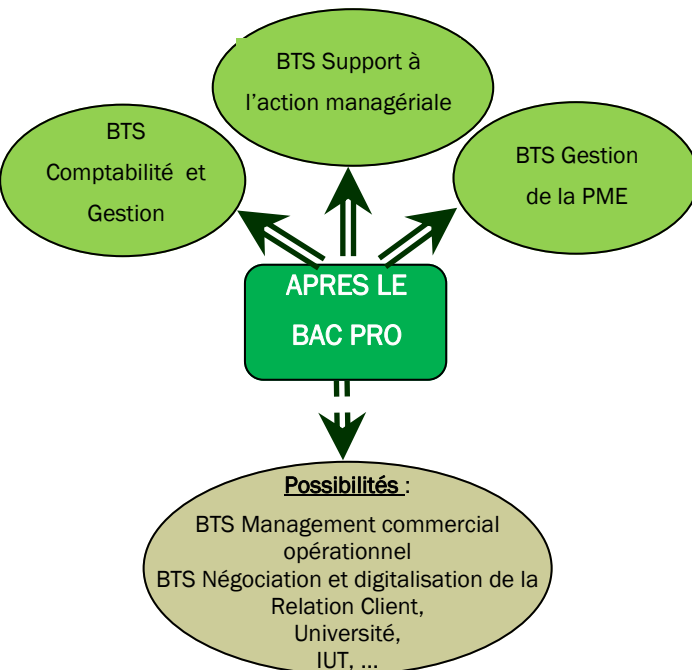 BTS Support à
l’action managériale
BTS
Comptabilité et
Gestion
BTS Gestion
de la PME
APRES LE
BAC PRO
Possibilités :
BTS Management commercial
opérationnel
BTS Négociation et digitalisation de la
Relation Client,
Université,
IUT, ...